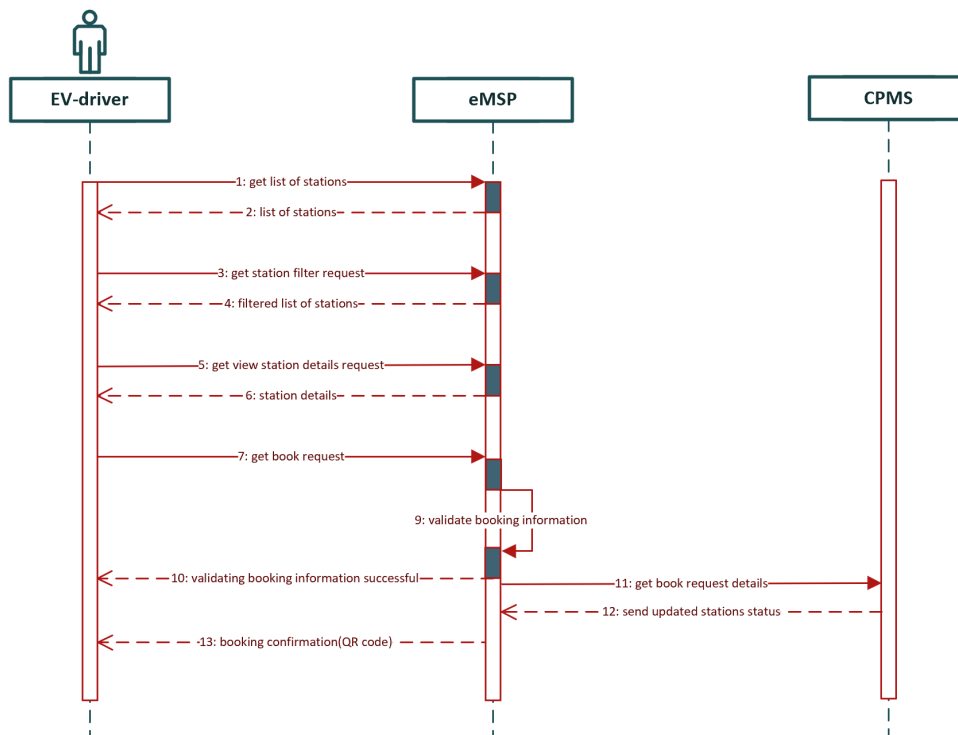 EV-driver
eMSP
CPMS
1: get list of stations
2: list of stations
3: get station filter request
4: filtered list of stations
5: get view station details request
6: station details
7: get book request
9: validate booking information
10: validating booking information successful
11: get book request details
12: send updated stations status
13: booking confirmation(QR code)